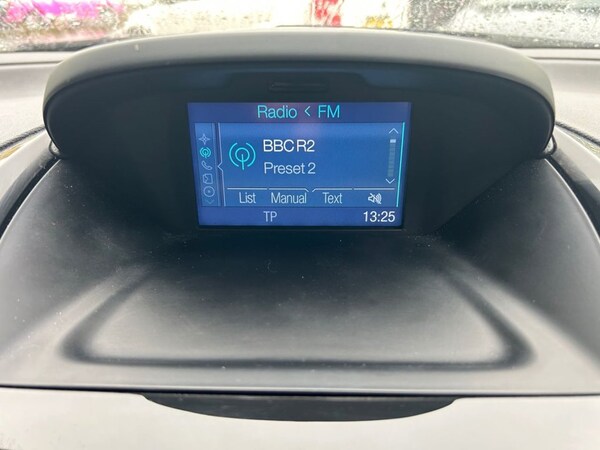 Radio < FM
BBC R2
Preset 2
List Manual Text
TP 13:25